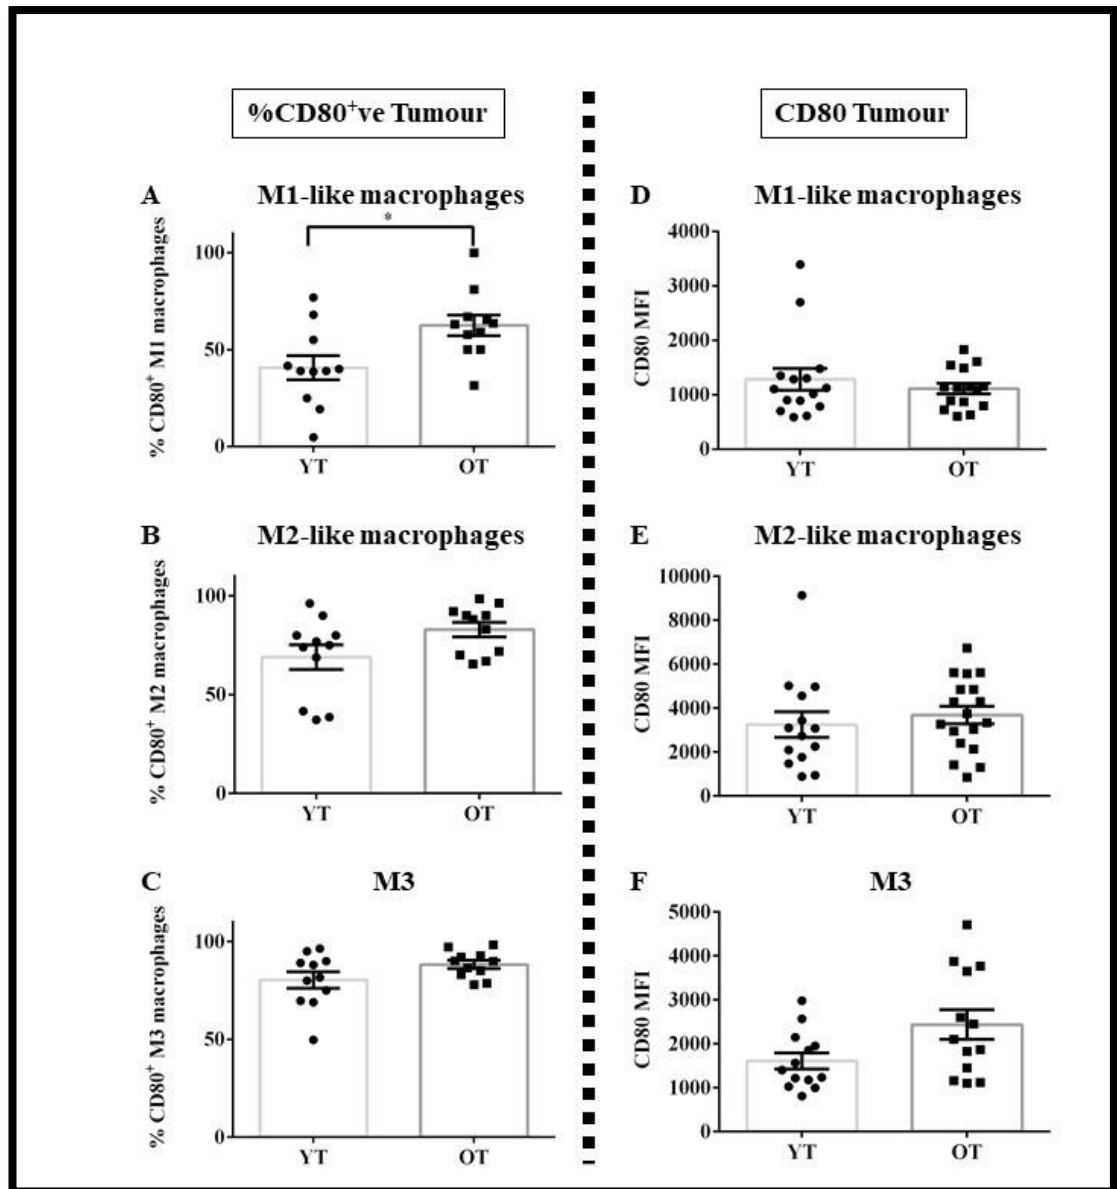 %CD80⁺ve Tumour
CD80 Tumour
A
M1-like macrophages
*
% CD80⁺ M1 macrophages
100
50
0
YT
OT
B
M2-like macrophages
% CD80⁺ M2 macrophages
100
50
0
YT
OT
C
M3
% CD80⁺ M3 macrophages
100
50
0
YT
OT
D
M1-like macrophages
CD80 MFI
4000
3000
2000
1000
0
YT
OT
E
M2-like macrophages
CD80 MFI
10000
8000
6000
4000
2000
0
YT
OT
F
M3
CD80 MFI
5000
4000
3000
2000
1000
0
YT
OT